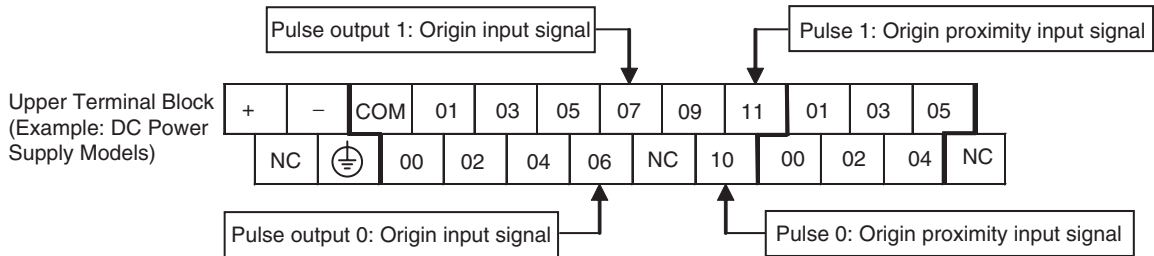 Pulse output 1: Origin input signal
Pulse 1: Origin proximity input signal
Upper Terminal Block
(Example: DC Power
Supply Models)
+ − COM 01 03 05 07 09 11 01 03 05
NC 00 02 04 06 NC 10 00 02 04 NC
Pulse output 0: Origin input signal
Pulse 0: Origin proximity input signal